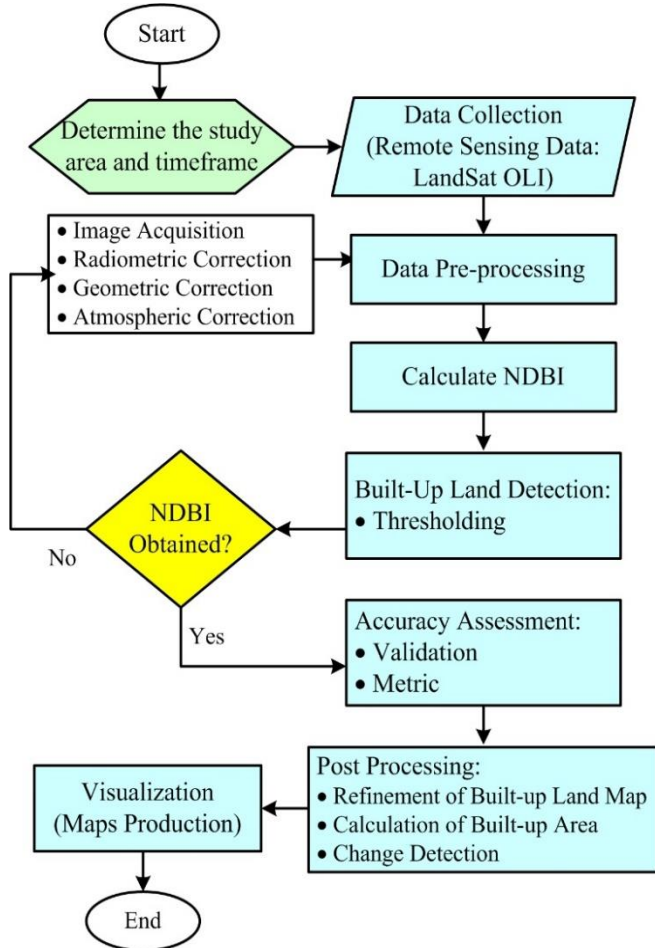 Start
Determine the study
area and timeframe
Data Collection
(Remote Sensing Data:
LandSat OLI)
• Image Acquisition
• Radiometric Correction
• Geometric Correction
• Atmospheric Correction
Data Pre-processing
Calculate NDBI
Built-Up Land Detection:
• Thresholding
NDBI
Obtained?
No
Yes
Accuracy Assessment:
• Validation
• Metric
Post Processing:
• Refinement of Built-up Land Map
• Calculation of Built-up Area
• Change Detection
Visualization
(Maps Production)
End